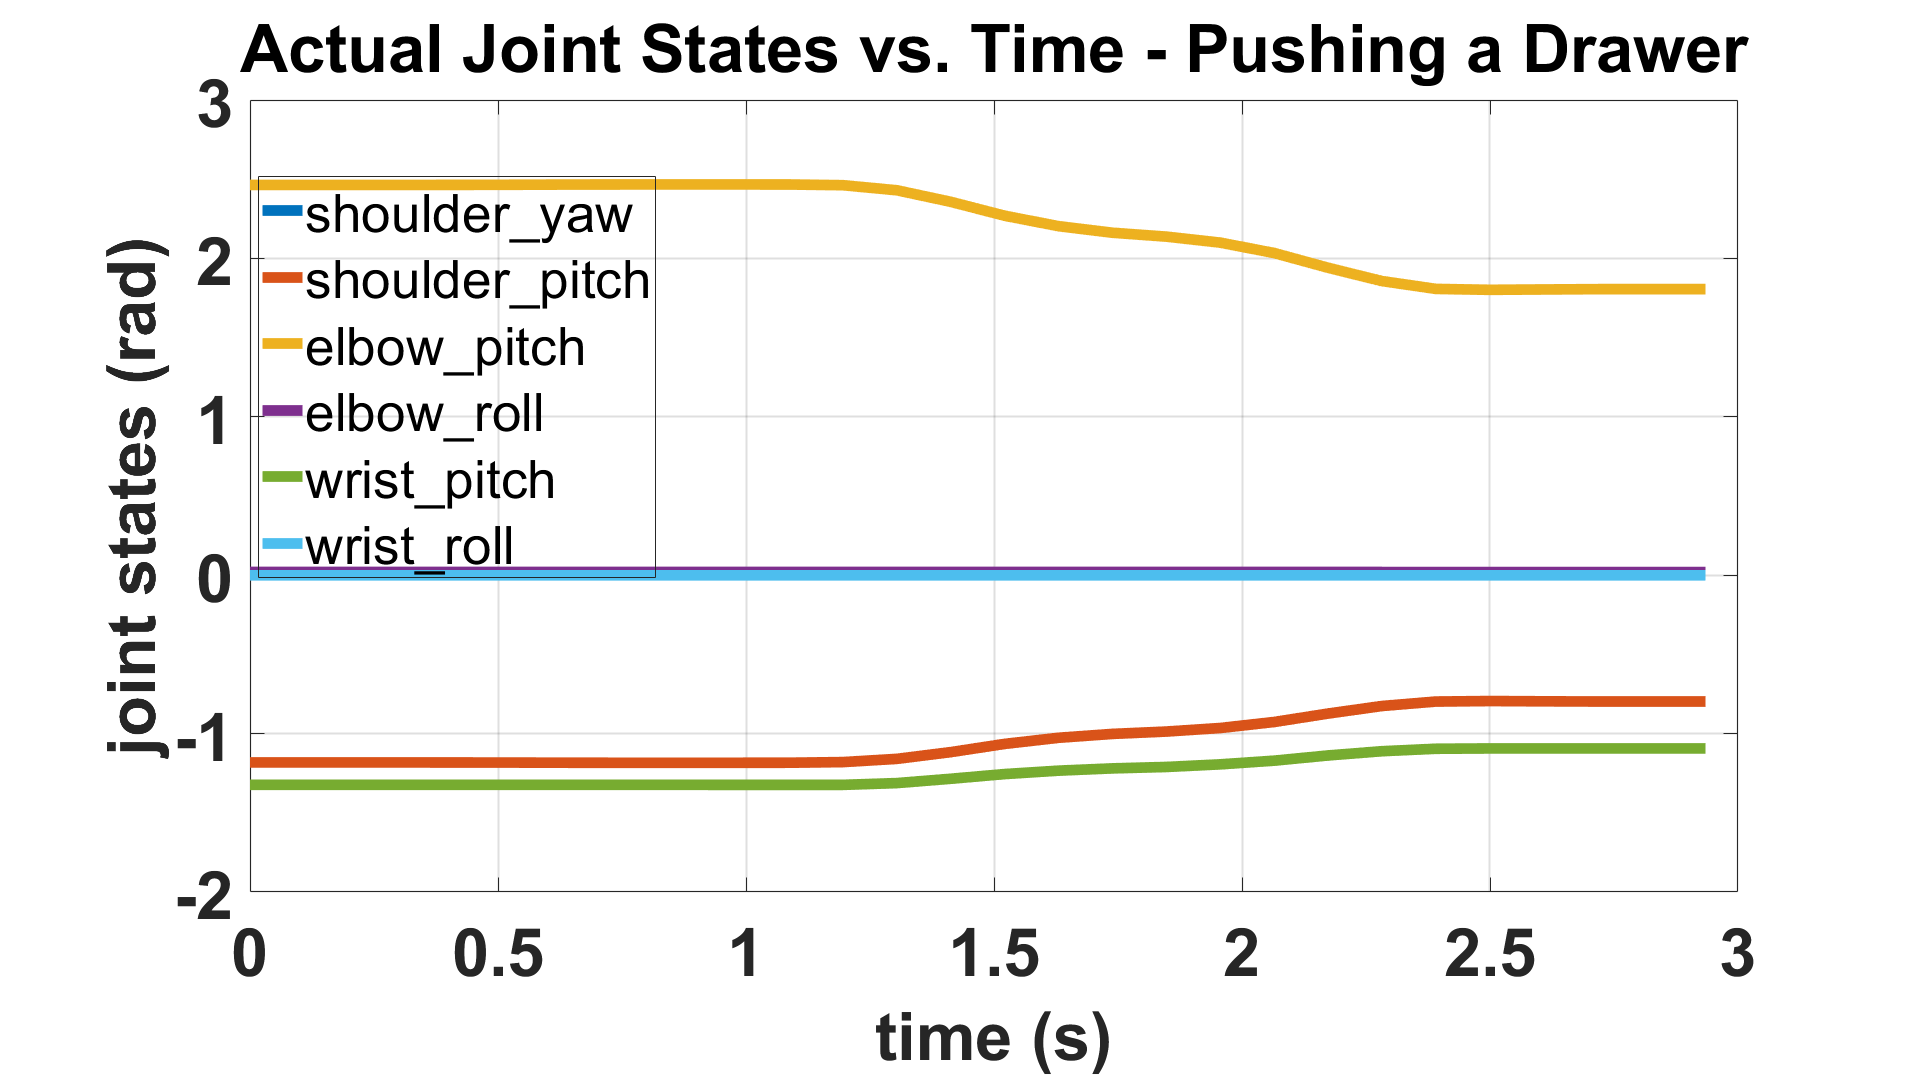 Actual Joint States vs. Time - Pushing a Drawer
3
2
1
0
-1
-2
joint states (rad)
shoulder_yaw
shoulder_pitch
elbow_pitch
elbow_roll
wrist_pitch
wrist_roll
0 0.5 1 1.5 2 2.5 3
time (s)